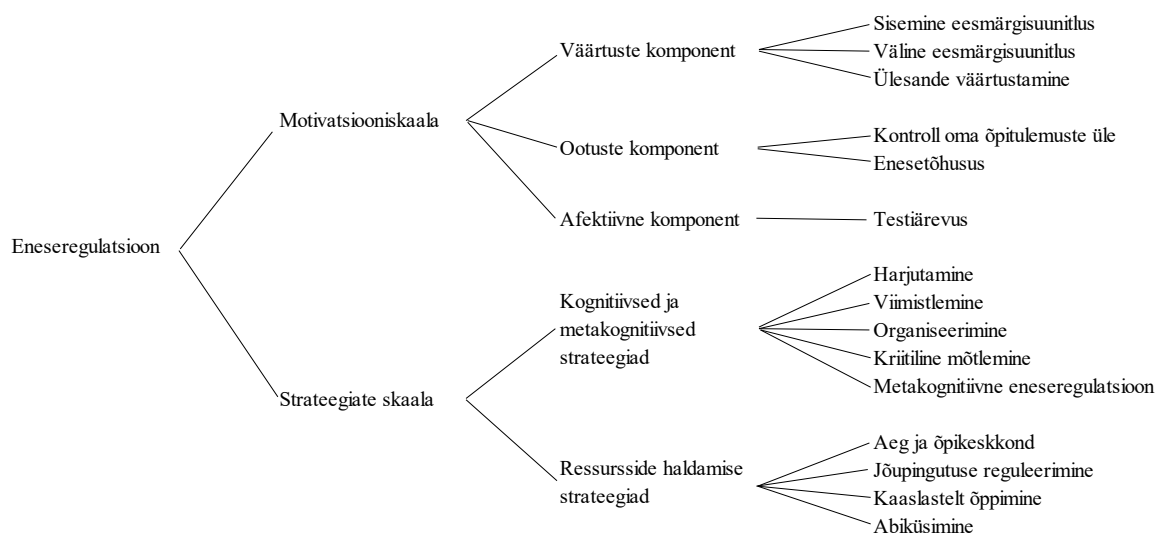 Eneseregulatsioon
Motivatsiooniskaala
Väärtuste komponent
Sisemine eesmärgisuunitlus
Väline eesmärgisuunitlus
Ülesande väärtustamine
Ootuste komponent
Kontroll oma õpitulemuste üle
Enesetõhusus
Afektiivne komponent
Testiärevus
Strateegiate skaala
Kognitiivsed ja
metakognitiivsed
strateegiad
Harjutamine
Viimistlemine
Organiseerimine
Kriitiline mõtlemine
Metakognitiivne eneseregulatsioon
Ressursside haldamise
strateegiad
Aeg ja õpikeskkond
Jõupingutuse reguleerimine
Kaaslastelt õppimine
Abiküsimine